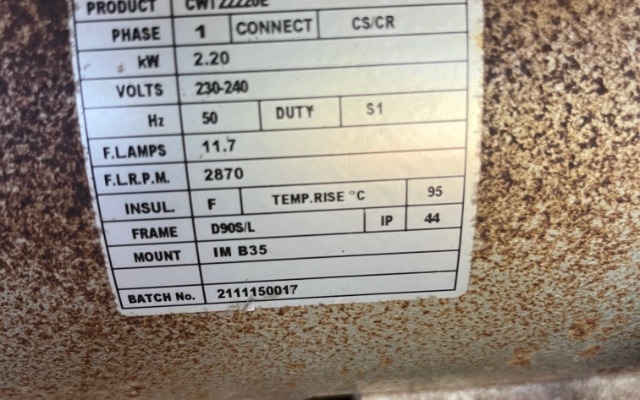 PRODUCT
PHASE 1 CONNECT CS/CR
kW 2.20
VOLTS 230-240
Hz 50 DUTY S1
F.L.AMPS 11.7
F.L.R.P.M. 2870
INSUL. F TEMP.RISE °C 95
FRAME D90S/L IP 44
MOUNT IM B35
BATCH No. 2111150017